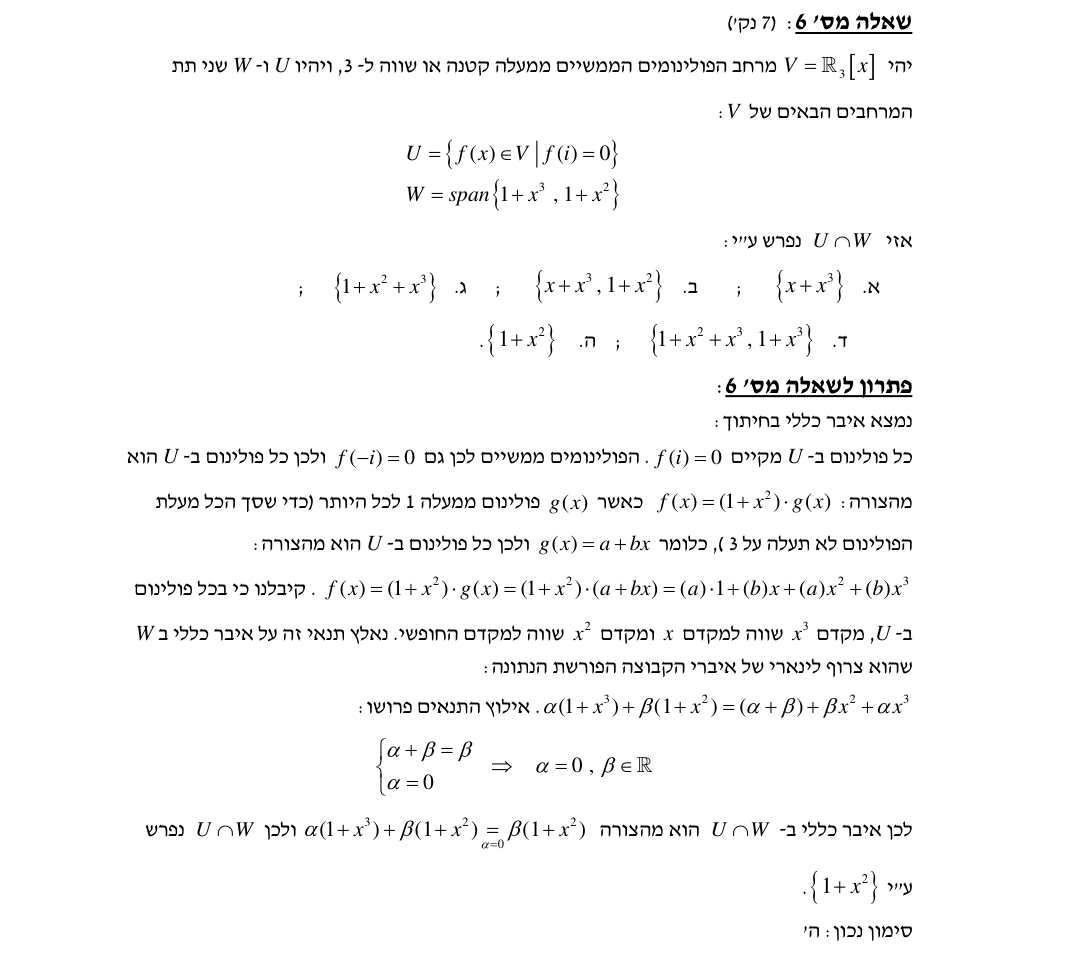 שאלה מס׳ 6 : (7 נק׳)
יהי V = ℝ₃[x] מרחב הפולינומים הממשיים ממעלה קטנה או שווה ל- 3, ויהיו U ו- W שני תת
המרחבים הבאים של V :
U = {f(x) ∈ V | f(i) = 0}
W = span{1 + x³ , 1 + x²}
אזי U ∩ W נפרש ע״י :
א. {x + x³} ; ב. {x + x³ , 1 + x²} ; ג. {1 + x² + x³} ;
ד. {1 + x² + x³ , 1 + x³} ; ה. {1 + x²}.
פתרון לשאלה מס׳ 6 :
נמצא איבר כללי בחיתוך :
כל פולינום ב- U מקיים f(i) = 0 . הפולינומים ממשיים לכן גם f(−i) = 0 ולכן כל פולינום ב- U הוא
מהצורה : f(x) = (1 + x²) · g(x) כאשר g(x) פולינום ממעלה 1 לכל היותר (כדי שסך הכל מעלת
הפולינום לא תעלה על 3 ), כלומר g(x) = a + bx ולכן כל פולינום ב- U הוא מהצורה :
f(x) = (1 + x²) · g(x) = (1 + x²) · (a + bx) = (a) · 1 + (b)x + (a)x² + (b)x³ . קיבלנו כי בכל פולינום
ב- U, מקדם x³ שווה למקדם x ומקדם x² שווה למקדם החופשי. נאלץ תנאי זה על איבר כללי ב W
שהוא צרוף לינארי של איברי הקבוצה הפורשת הנתונה :
α(1 + x³) + β(1 + x²) = (α + β) + βx² + αx³ . אילוץ התנאים פרושו :
{α + β = β
α = 0 ⇒ α = 0 , β ∈ ℝ
לכן איבר כללי ב- U ∩ W הוא מהצורה α(1 + x³) + β(1 + x²) = β(1 + x²) ולכן U ∩ W נפרש
α=0
ע״י {1 + x²}.
סימון נכון : ה׳